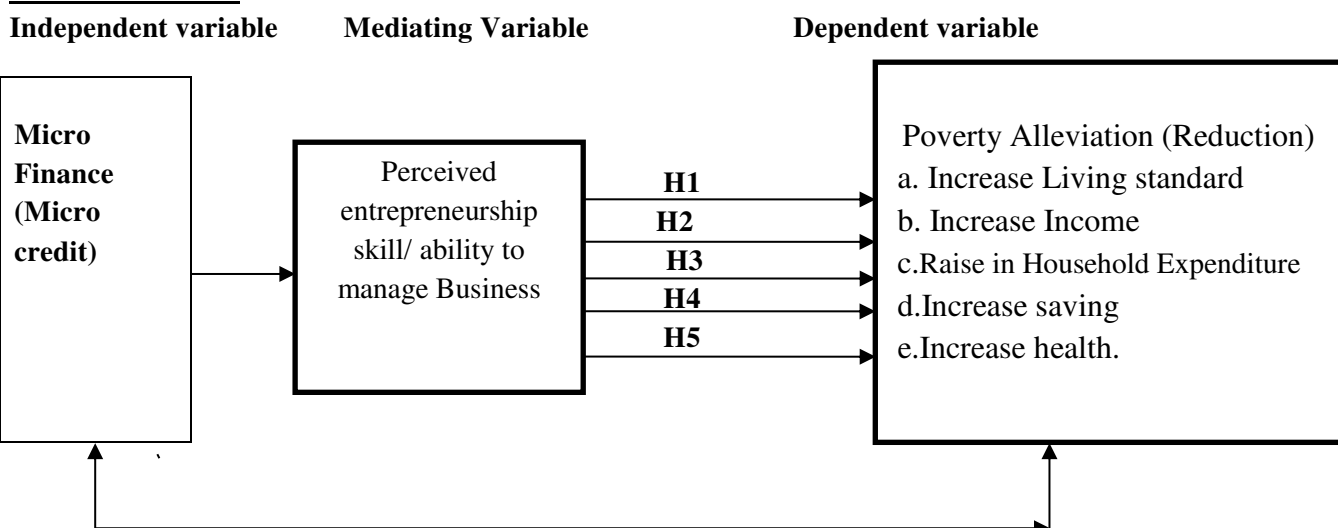 Independent variable Mediating Variable Dependent variable
Micro
Finance
(Micro
credit)
Perceived
entrepreneurship
skill/ ability to
manage Business
H1
H2
H3
H4
H5
Poverty Alleviation (Reduction)
a. Increase Living standard
b. Increase Income
c.Raise in Household Expenditure
d.Increase saving
e.Increase health.